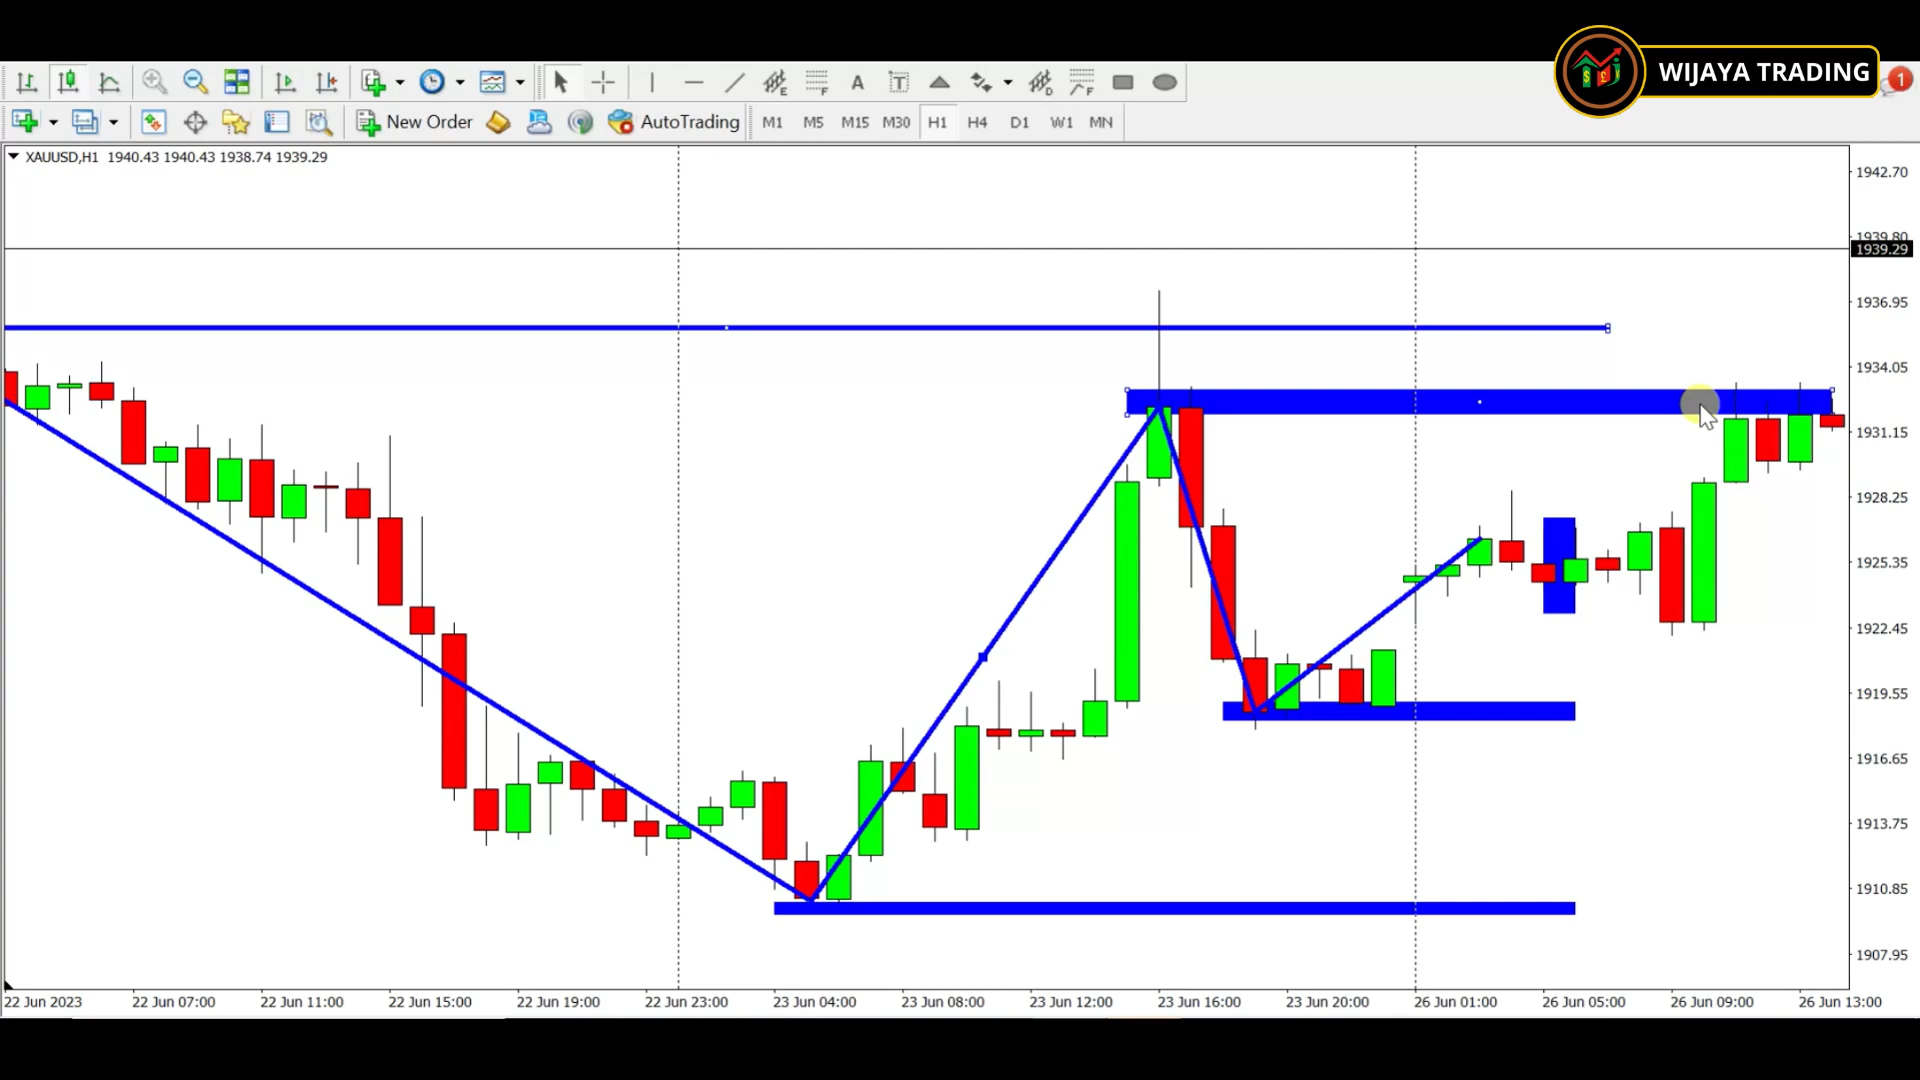 WIJAYA TRADING
1
A
T
E
F
D
F
New Order
AutoTrading
M1
M5
M15
M30
H1
H4
D1
W1
MN
XAUUSD,H1 1940.43 1940.43 1938.74 1939.29
1942.70
1939.80
1939.29
1936.95
1934.05
1931.15
1928.25
1925.35
1922.45
1919.55
1916.65
1913.75
1910.85
1907.95
22 Jun 2023
22 Jun 07:00
22 Jun 11:00
22 Jun 15:00
22 Jun 19:00
22 Jun 23:00
23 Jun 04:00
23 Jun 08:00
23 Jun 12:00
23 Jun 16:00
23 Jun 20:00
26 Jun 01:00
26 Jun 05:00
26 Jun 09:00
26 Jun 13:00